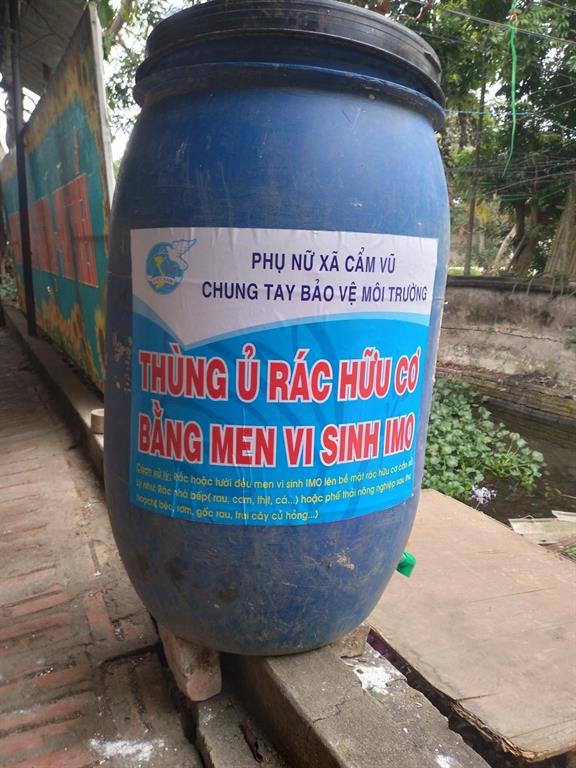 PHỤ NỮ XÃ CẨM VŨ
CHUNG TAY BẢO VỆ MÔI TRƯỜNG
THÙNG Ủ RÁC HỮU CƠ
BẰNG MEN VI SINH IMO
Cách xử lý: Rắc hoặc tưới đều men vi sinh IMO lên bề mặt rác hữu cơ cần xử
Lý như: Rác nhà bếp( rau, cơm, thịt, cá...) hoặc phế thải nông nghiệp sau thu
hoạch( bèo, rơm, gốc rau, trái cây củ hỏng...)